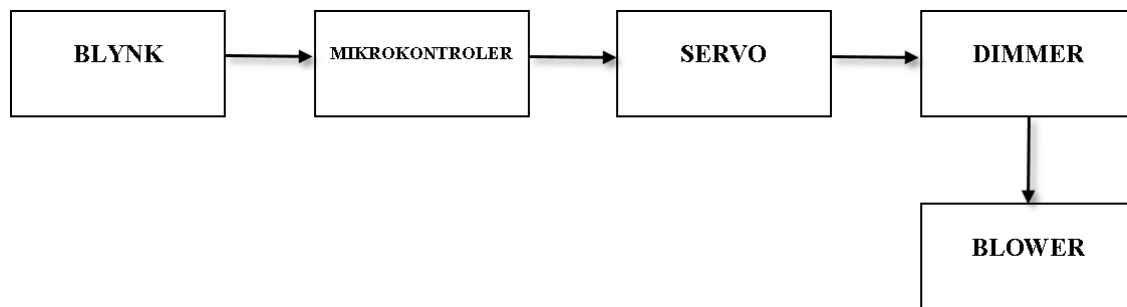 BLYNK
MIKROKONTROLER
SERVO
DIMMER
BLOWER